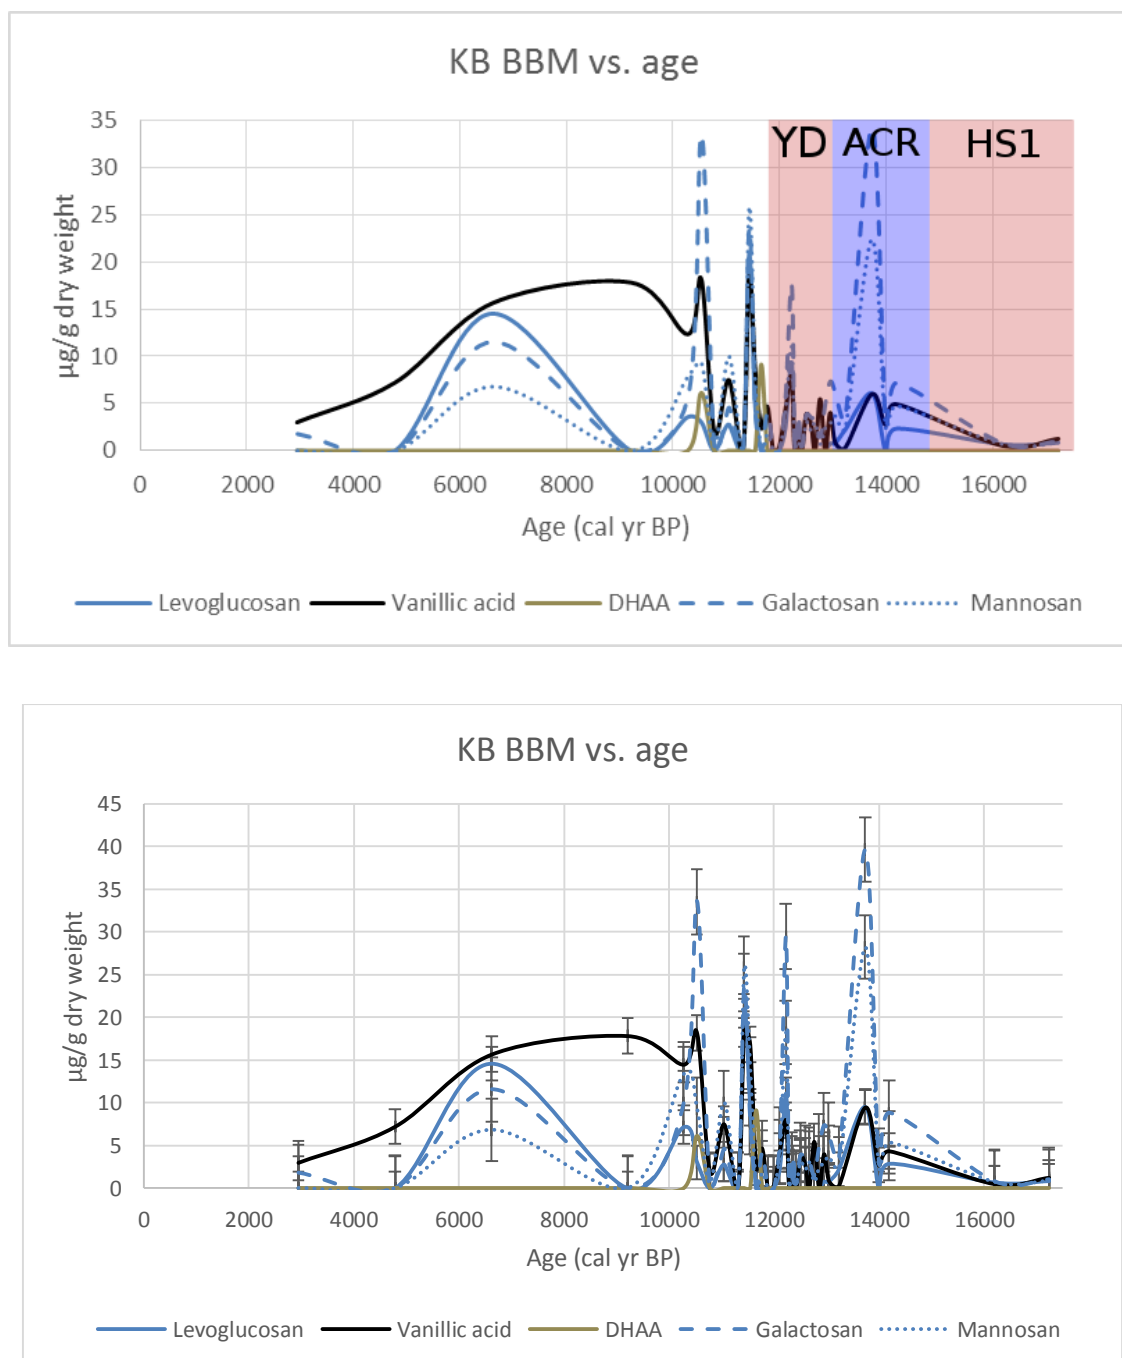 KB BBM vs. age
35
30
25
20
15
10
5
0
µg/g dry weight
YD ACR HS1
0 2000 4000 6000 8000 10000 12000 14000 16000
Age (cal yr BP)
Levoglucosan Vanillic acid DHAA Galactosan Mannosan
KB BBM vs. age
45
40
35
30
25
20
15
10
5
0
µg/g dry weight
0 2000 4000 6000 8000 10000 12000 14000 16000
Age (cal yr BP)
Levoglucosan Vanillic acid DHAA Galactosan Mannosan